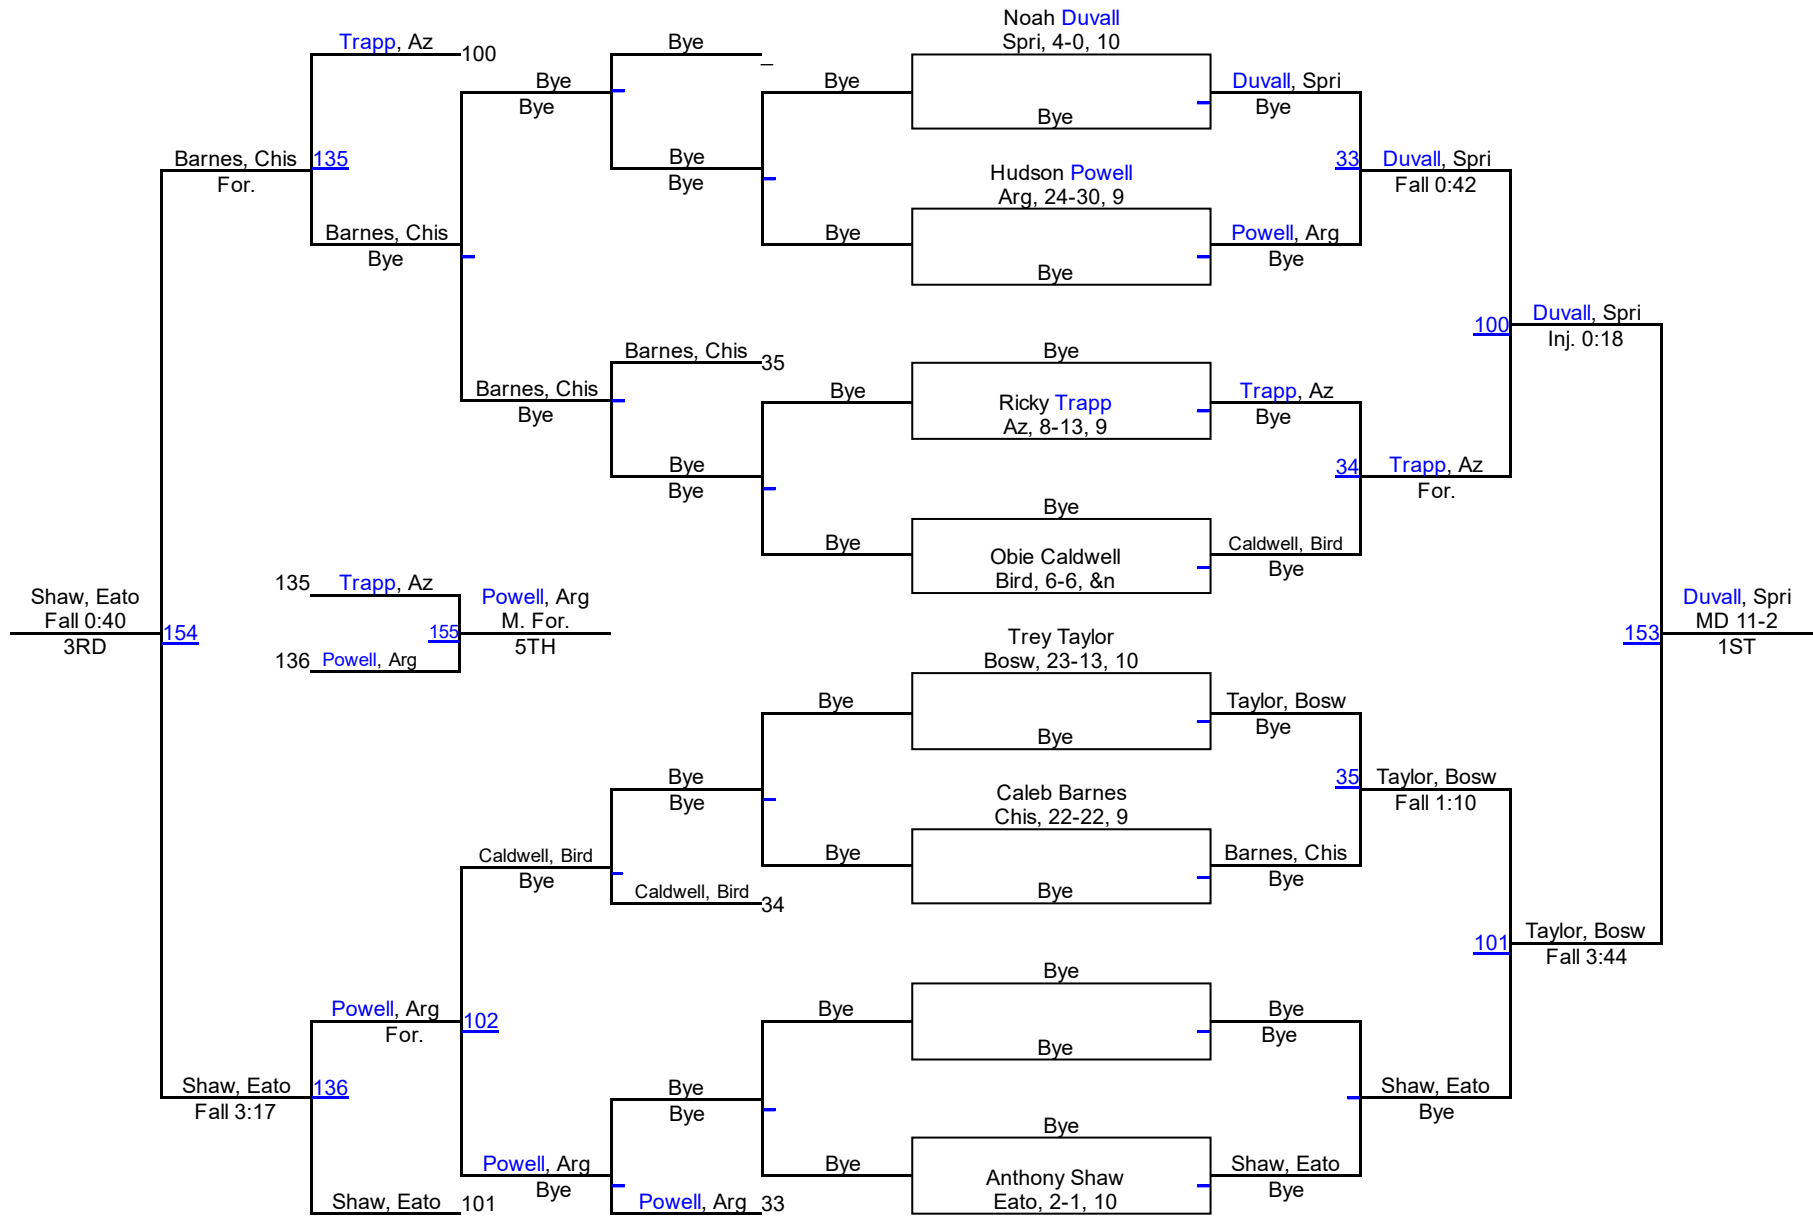 Noah Duvall
Trapp, Az
100
Bye
_
Spri, 4-0, 10
Bye
Bye
Bye
Bye
Duvall, Spri
Bye
Bye
Barnes, Chis
135
For.
Bye
Bye
Hudson Powell
Arg, 24-30, 9
33
Duvall, Spri
Fall 0:42
Barnes, Chis
Bye
Bye
Bye
Powell, Arg
Bye
100
Duvall, Spri
Inj. 0:18
Barnes, Chis
35
Bye
Barnes, Chis
Bye
Bye
Ricky Trapp
Az, 8-13, 9
Trapp, Az
Bye
Bye
Bye
34
Trapp, Az
For.
Bye
Bye
Obie Caldwell
Bird, 6-6, &n
Caldwell, Bird
Bye
Shaw, Eato
Fall 0:40
3RD
154
135
Trapp, Az
136
Powell, Arg
155
Powell, Arg
M. For.
5TH
Duvall, Spri
MD 11-2
1ST
153
Trey Taylor
Bosw, 23-13, 10
Bye
Bye
Taylor, Bosw
Bye
Bye
Bye
Caleb Barnes
Chis, 22-22, 9
35
Taylor, Bosw
Fall 1:10
Caldwell, Bird
Bye
Caldwell, Bird
34
Bye
Bye
Barnes, Chis
Bye
101
Taylor, Bosw
Fall 3:44
Bye
Powell, Arg
For.
102
Bye
Bye
Bye
Bye
Shaw, Eato
Fall 3:17
136
Bye
Bye
Shaw, Eato
Bye
Bye
Powell, Arg
Bye
Bye
Anthony Shaw
Eato, 2-1, 10
Shaw, Eato
Bye
Shaw, Eato
101
Powell, Arg
33